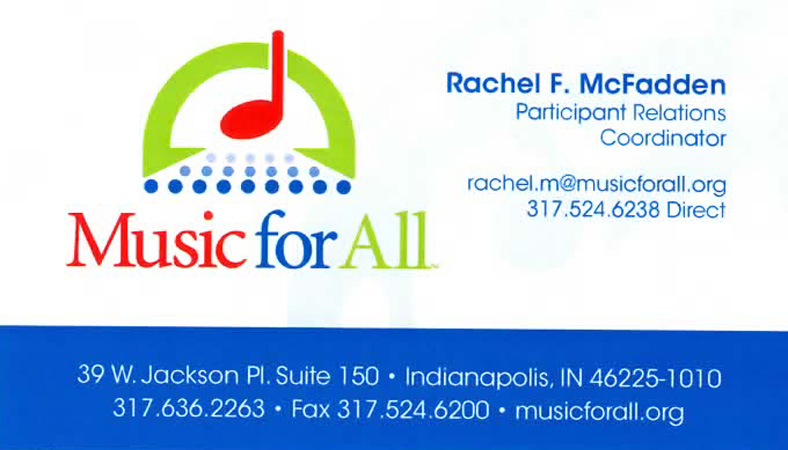 Music for All
Rachel F. McFadden
Participant Relations
Coordinator
rachel.m@musicforall.org
317.524.6238 Direct
39 W. Jackson Pl. Suite 150 • Indianapolis, IN 46225-1010
317.636.2263 • Fax 317.524.6200 • musicforall.org